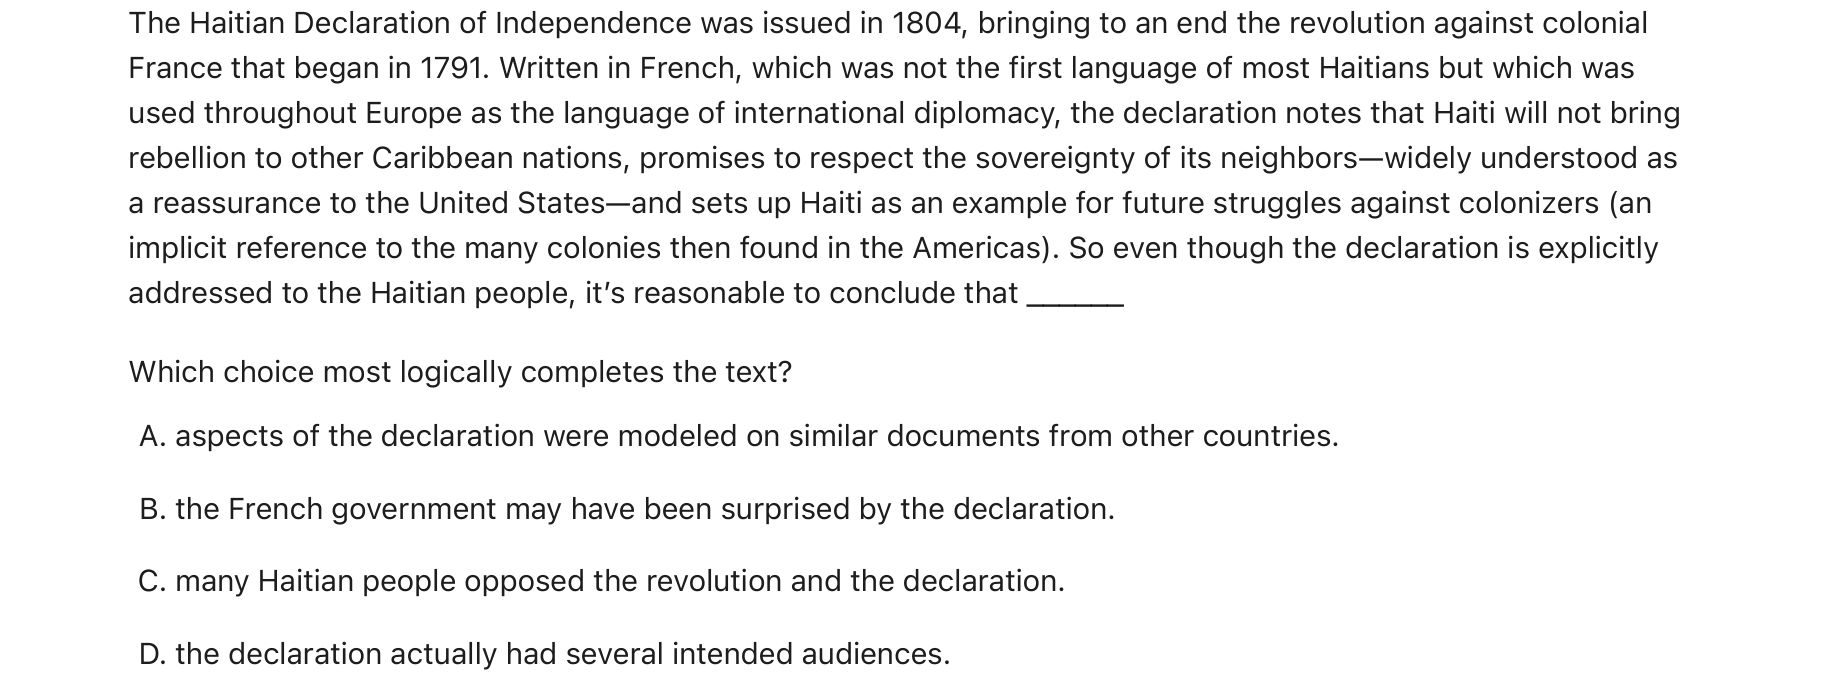 The Haitian Declaration of Independence was issued in 1804, bringing to an end the revolution against colonial
France that began in 1791. Written in French, which was not the first language of most Haitians but which was
used throughout Europe as the language of international diplomacy, the declaration notes that Haiti will not bring
rebellion to other Caribbean nations, promises to respect the sovereignty of its neighbors—widely understood as
a reassurance to the United States—and sets up Haiti as an example for future struggles against colonizers (an
implicit reference to the many colonies then found in the Americas). So even though the declaration is explicitly
addressed to the Haitian people, it’s reasonable to conclude that ______
Which choice most logically completes the text?
A. aspects of the declaration were modeled on similar documents from other countries.
B. the French government may have been surprised by the declaration.
C. many Haitian people opposed the revolution and the declaration.
D. the declaration actually had several intended audiences.